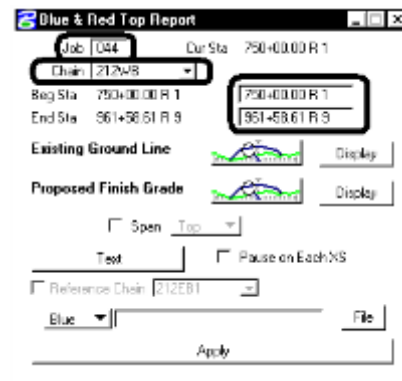 Blue & Red Top Report
Job 044 Cur Sta 750+00.00 R 1
Chain 212WB
Beg Sta 750+00.00 R 1 750+00.00 R 1
End Sta 961+58.61 R 9 961+58.61 R 9
Existing Ground Line Display
Proposed Finish Grade Display
Span Top
Text Pause on Each XS
Reference Chain 212EB1
Blue File
Apply